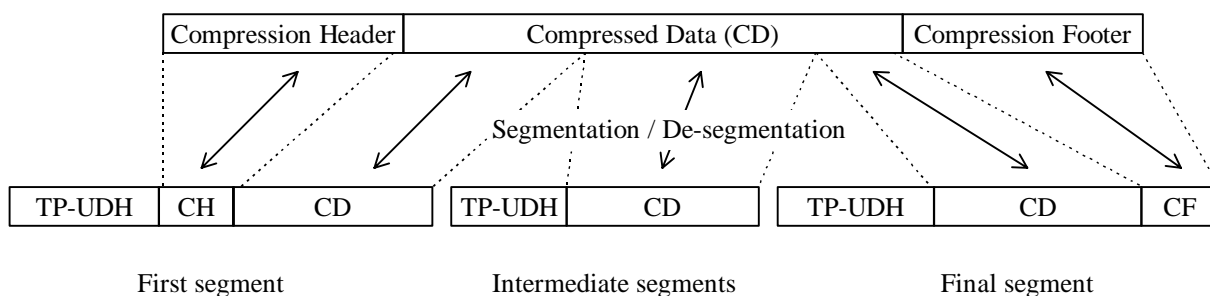 Compression Header Compressed Data (CD) Compression Footer
Segmentation / De-segmentation
TP-UDH CH CD TP-UDH CD TP-UDH CD CF
First segment Intermediate segments Final segment